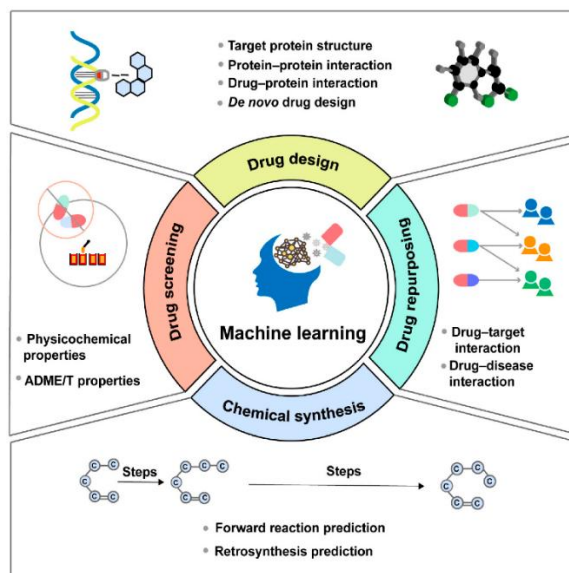 • Target protein structure
• Protein–protein interaction
• Drug–protein interaction
• De novo drug design
Drug design
Drug screening
Machine learning
Drug repurposing
Chemical synthesis
• Physicochemical
properties
• ADME/T properties
• Drug–target
interaction
• Drug–disease
interaction
C C
C
C C
Steps
C C C
C
C C
Steps
C C
C C
C C
• Forward reaction prediction
• Retrosynthesis prediction